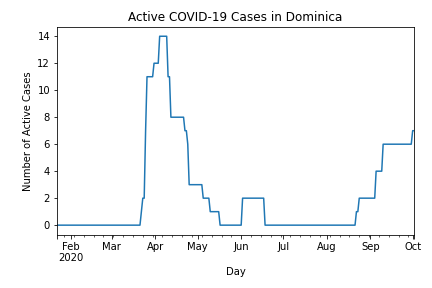 Active COVID-19 Cases in Dominica
14
12
10
8
6
4
2
0
Number of Active Cases
Feb Mar Apr May Jun Jul Aug Sep Oct
2020
Day